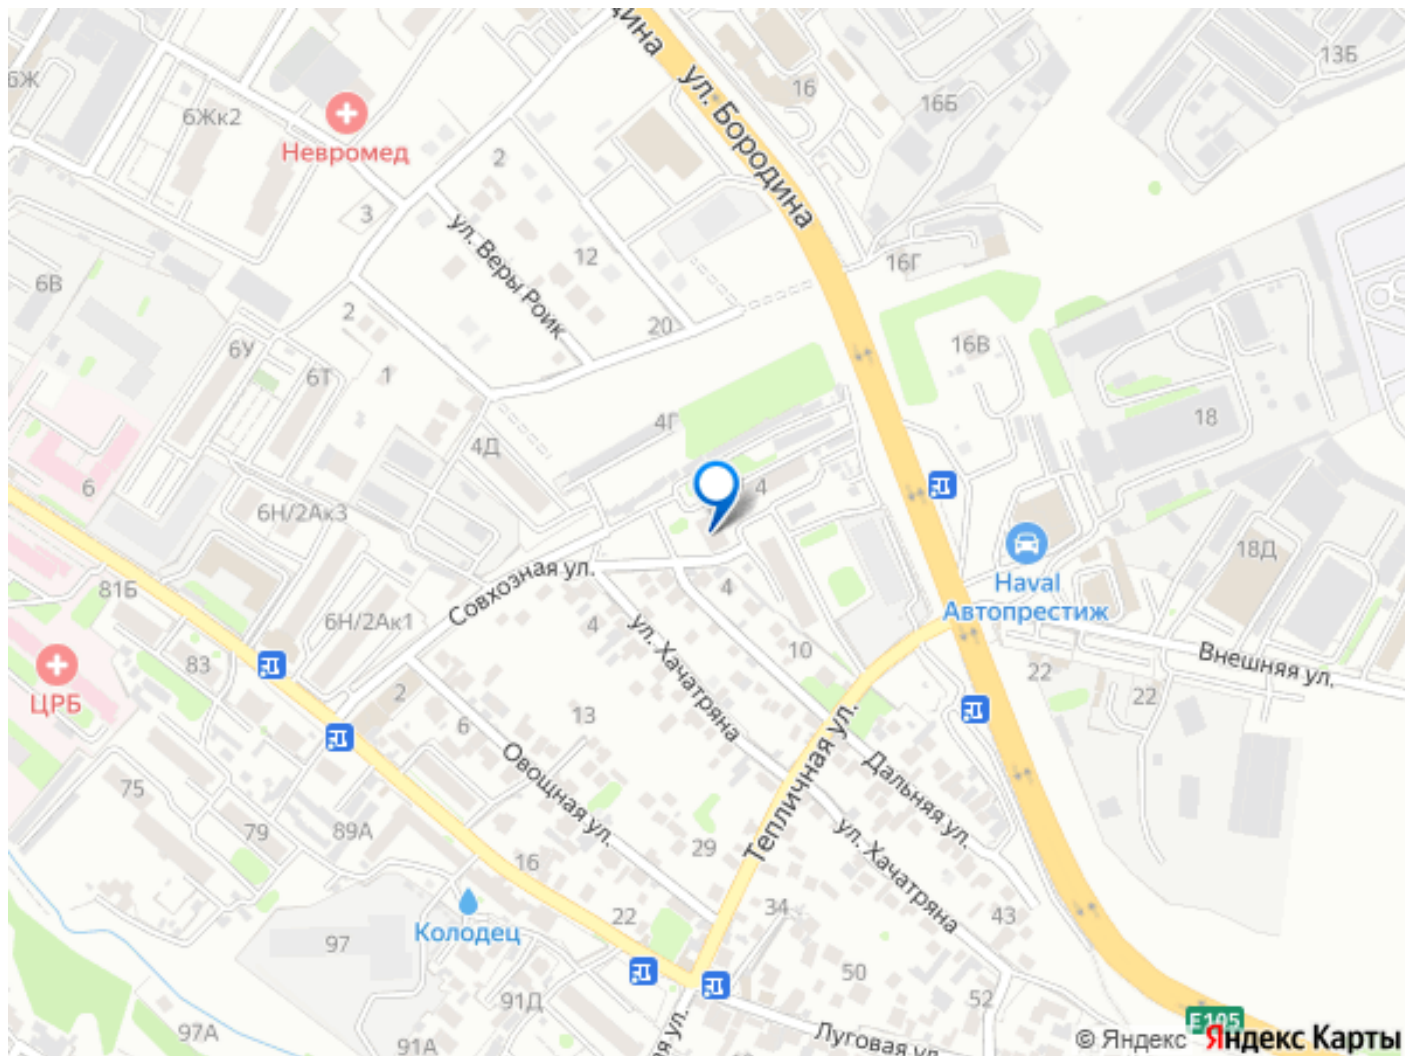 дина
ул. Бородина
16
13Б
16Б
6Ж
6Жк2
Невромед
2
3
ул. Веры Роик
12
16Г
6В
2
20
16В
6У
6Т
1
4Г
18
4Д
6
4
6Н/2Ак3
18Д
Haval
Автопрестиж
Совхозная ул.
81Б
4
4
6Н/2Ак1
ул. Хачатряна
10
Внешняя ул.
83
22
22
ЦРБ
2
6
13
Тепличная ул.
Овощная ул.
Дальняя ул.
75
79
89А
29
ул. Хачатряна
16
34
43
22
Колодец
97
50
52
91Д
97А
91А
ая ул.
Луговая ул.
E105
© Яндекс Яндекс Карты